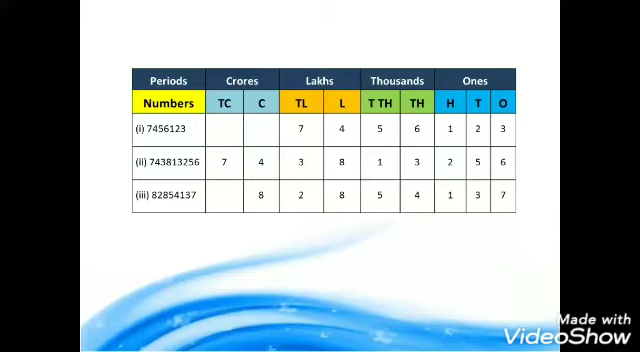 Periods Crores Lakhs Thousands Ones
Numbers TC C TL L T TH TH H T O
(i) 7456123 7 4 5 6 1 2 3
(ii) 743813256 7 4 3 8 1 3 2 5 6
(iii) 82854137 8 2 8 5 4 1 3 7
Made with
VideoShow